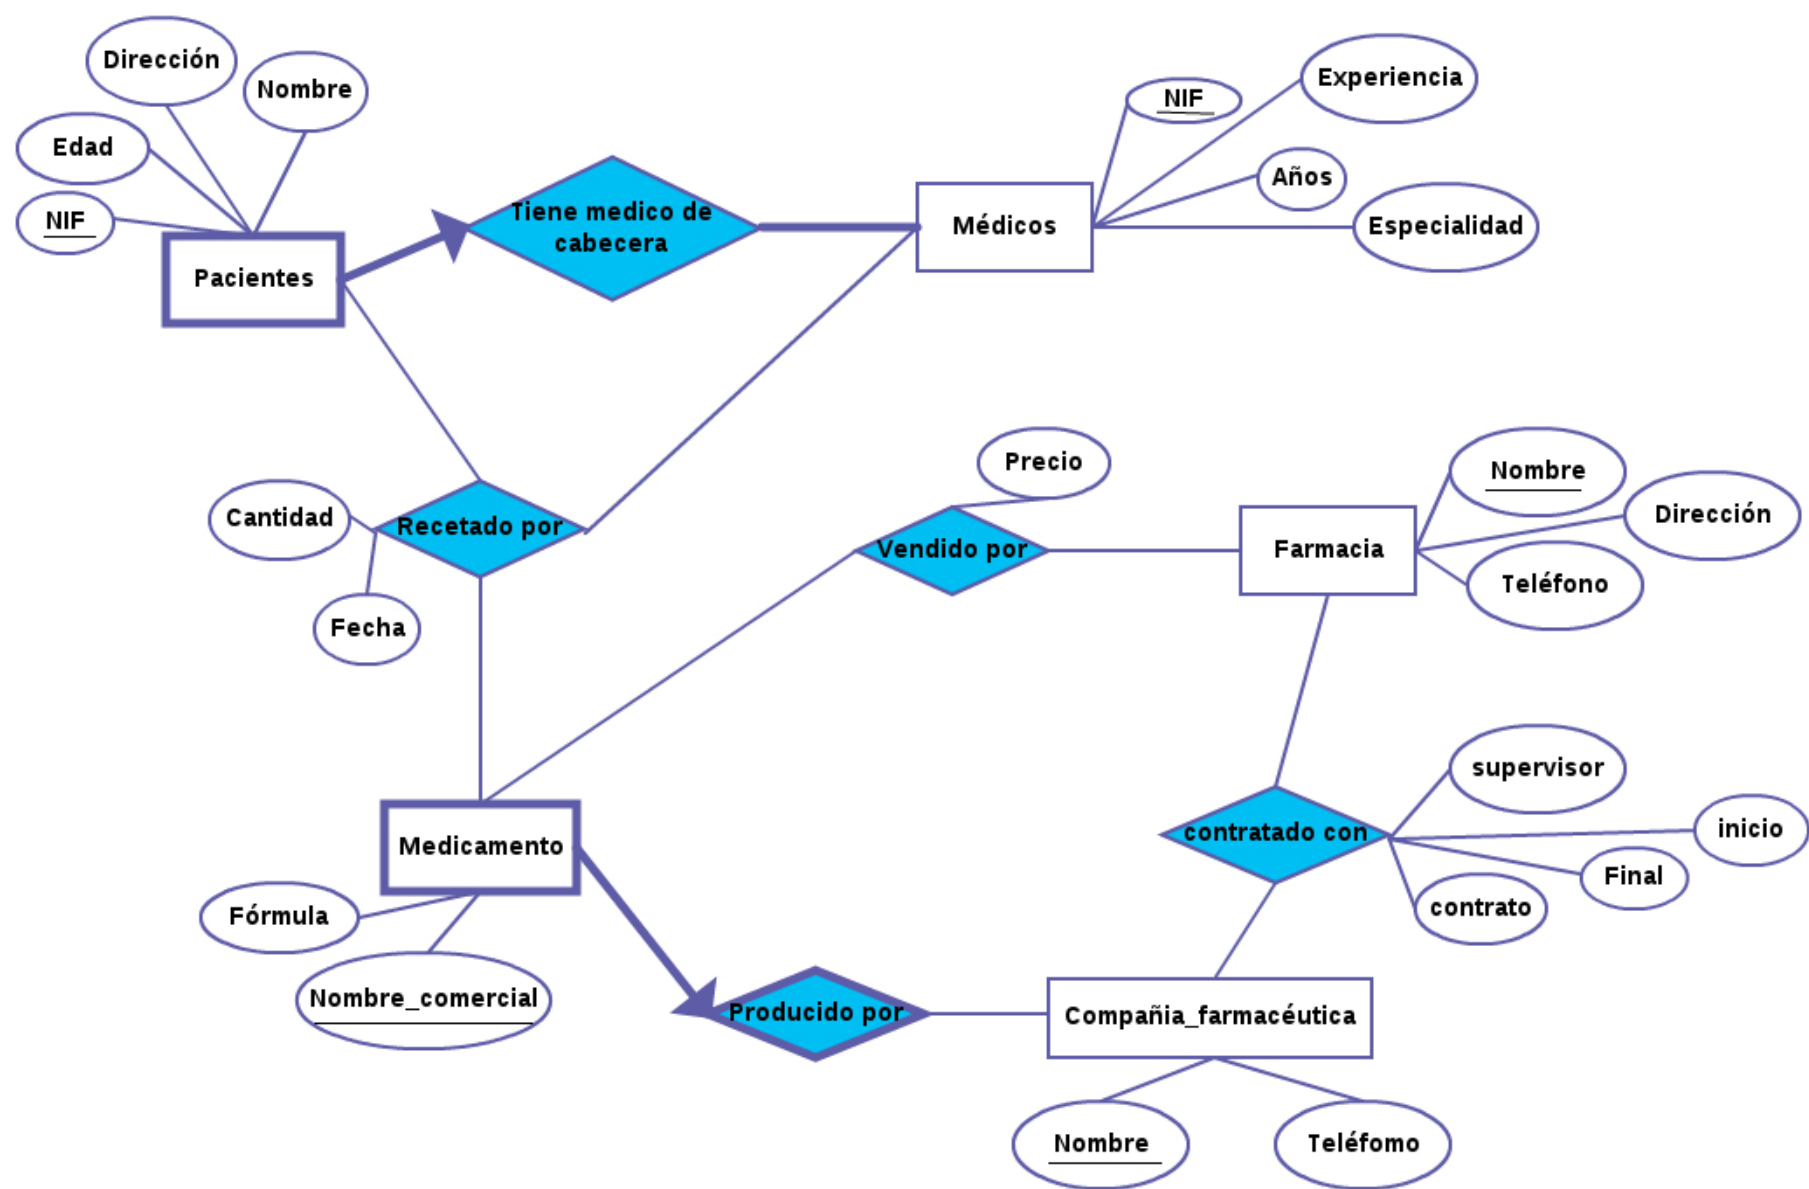 Dirección
Nombre
Edad
NIF
Pacientes
Tiene medico de
cabecera
Médicos
NIF
Experiencia
Años
Especialidad
Cantidad
Recetado por
Fecha
Precio
Vendido por
Farmacia
Nombre
Dirección
Teléfono
Medicamento
Fórmula
Nombre_comercial
Producido por
contratado con
supervisor
inicio
Final
contrato
Compañia_farmacéutica
Nombre
Teléfomo